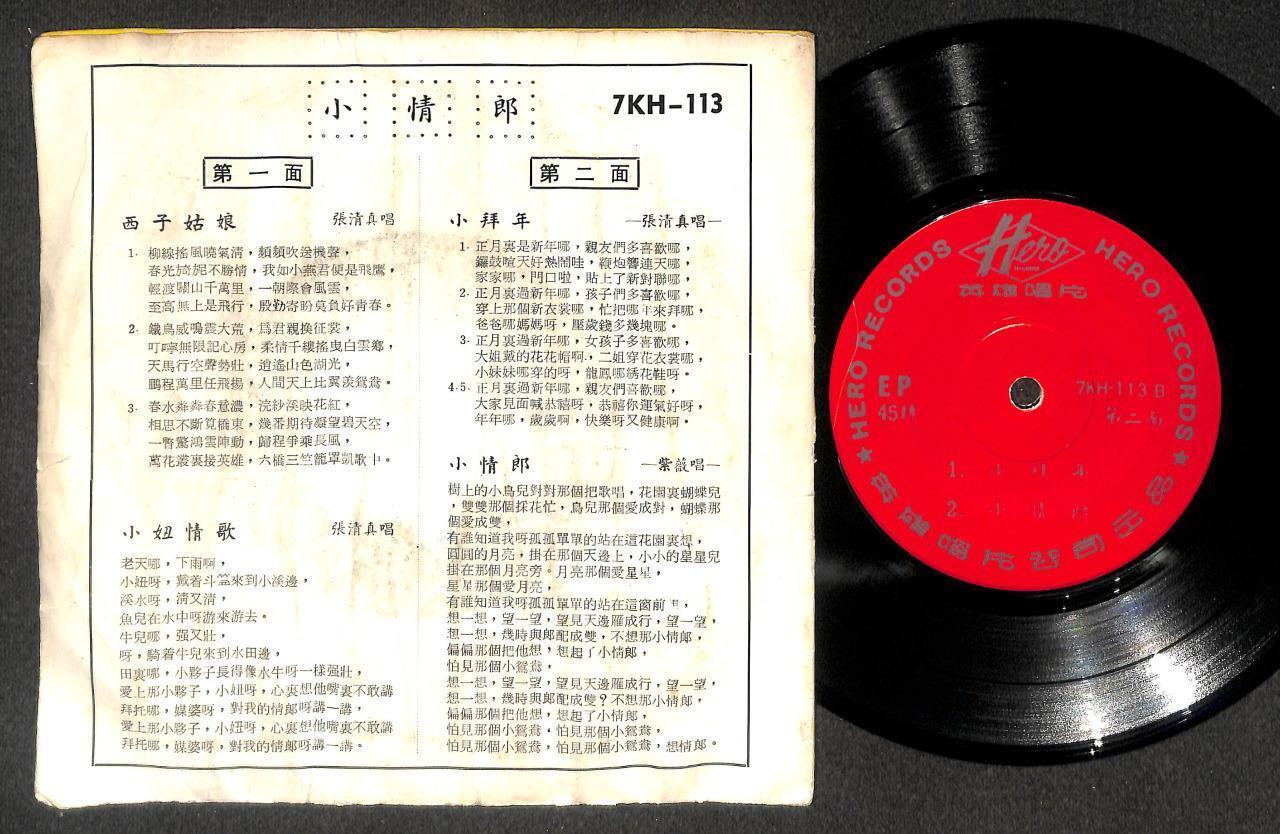 小情郎
7KH-113
第一面
西子姑娘 張清真唱
1. 柳線搖風曉氣清，頻頻吹送機聲，
春光旖旎不勝情，我如小燕君便是飛鷹，
輕渡關山千萬里，一朝際會風雲，
至高無上是飛行，殷勤寄盼莫負好青春。
2. 鐵鳥威鳴震大荒，爲君親換征裳，
叮嚀無限記心房，柔情千縷搖曳白雲鄉，
天馬行空聲勢壯，逍遙山色湖光，
鵬程萬里任飛揚，人間天上比翼羨鴛鴦。
3. 春水粼粼春意濃，浣紗溪映花紅，
相思不斷筧橋東，幾番期待凝望碧天空，
一瞥驚鴻雲陣動，歸程爭乘長風，
萬花叢裏接英雄，六橋三竺籠罩凱歌中。
小妞情歌 張清真唱
老天哪，下雨啊，
小妞呀，戴着斗笠來到小溪邊，
溪水呀，清又清，
魚兒在水中呀游來游去。
牛兒哪，强又壯，
呀，騎着牛兒來到水田邊，
田裏哪，小夥子長得像水牛呀一樣强壯，
愛上那小夥子，小妞呀，心裏想他嘴裏不敢講
拜托哪，媒婆呀，對我的情郎呀講一講，
愛上那小夥子，小妞呀，心裏想他嘴裏不敢講
拜托哪，媒婆呀，對我的情郎呀講一講。
第二面
小拜年 —張清真唱—
1. 正月裏是新年哪，親友們多喜歡哪，
鑼鼓喧天好熱鬧哇，鞭炮響連天哪，
家家哪，門口啦，貼上了新對聯哪，
2. 正月裏過新年哪，孩子們多喜歡哪，
穿上那個新衣裳哪，忙把哪年來拜哪，
爸爸哪媽媽呀，壓歲錢多幾塊哪。
3. 正月裏過新年哪，女孩子多喜歡哪，
大姐戴的花花帽啊，二姐穿花衣裳哪，
小妹妹哪穿的呀，龍鳳哪綉花鞋呀。
4.5. 正月裏過新年哪，親友們喜歡哪，
大家見面喊恭禧呀，恭禧你運氣好呀，
年年哪，歲歲啊，快樂呀又健康啊。
小情郎 —紫薇唱—
樹上的小鳥兒對對那個把歌唱，花園裏蝴蝶兒
，雙雙那個採花忙，鳥兒那個愛成對，蝴蝶那
個愛成雙，
有誰知道我呀孤孤單單的站在這花園裏想，
圓圓的月亮，掛在那個天邊上，小小的星星兒
掛在那個月亮旁。月亮那個愛星星，
星星那個愛月亮，
有誰知道我呀孤孤單單的站在這窗前
想一想，望一望，望見天邊雁成行，望一望，
想一想，幾時與郎配成雙，不想那小情郎，
偏偏那個把他想，想起了小情郎，
怕見那個小鴛鴦，
想一想，望一望，望見天邊雁成行，望一望，
想一想，幾時與郎配成雙？不想那小情郎，
偏偏那個把他想，想起了小情郎，
怕見那個小鴛鴦，怕見那個小鴛鴦，
怕見那個小鴛鴦，怕見那個小鴛鴦，想情郎。
Hero
英雄唱片
HERO RECORDS
HERO RECORDS
EP
7KH-113 B
第二面
1. 小拜年
2. 小情郎
英雄唱片公司出品